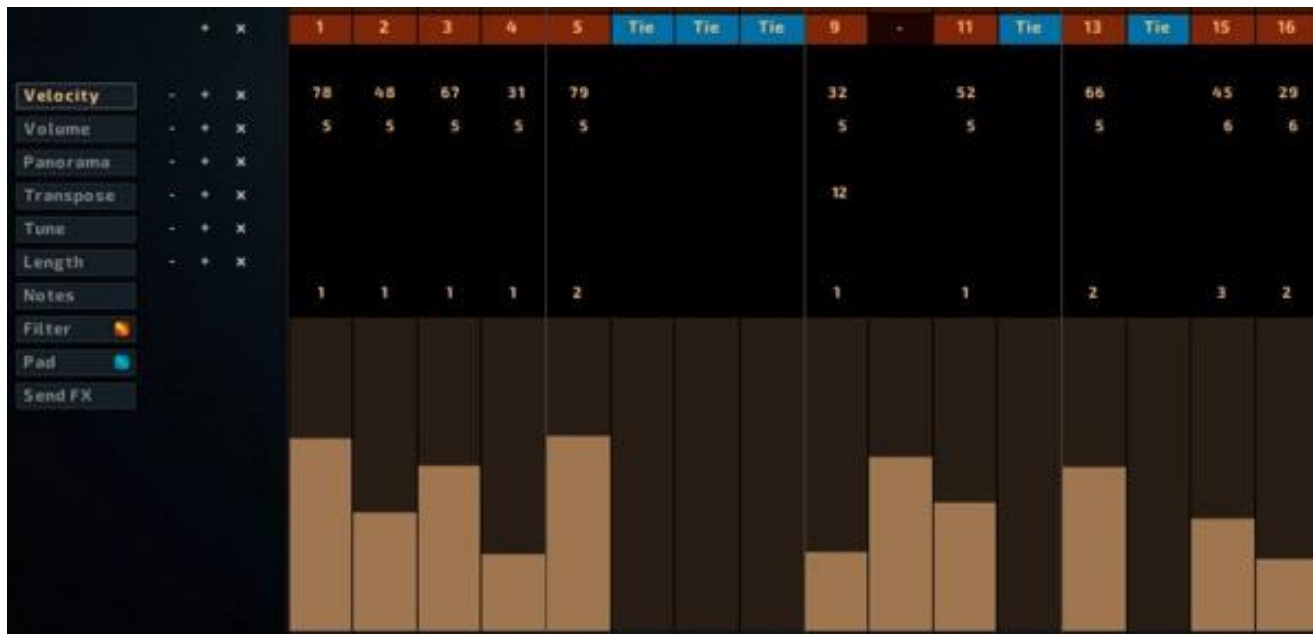 + × 1 2 3 4 5 Tie Tie Tie 9 - 11 Tie 13 Tie 15 16
Velocity - + × 78 48 67 31 79 32 52 66 45 29
Volume - + × 5 5 5 5 5 5 5 5 6 6
Panorama - + ×
Transpose - + × 12
Tune - + ×
Length - + ×
Notes 1 1 1 1 2 1 1 2 3 2
Filter
Pad
Send FX